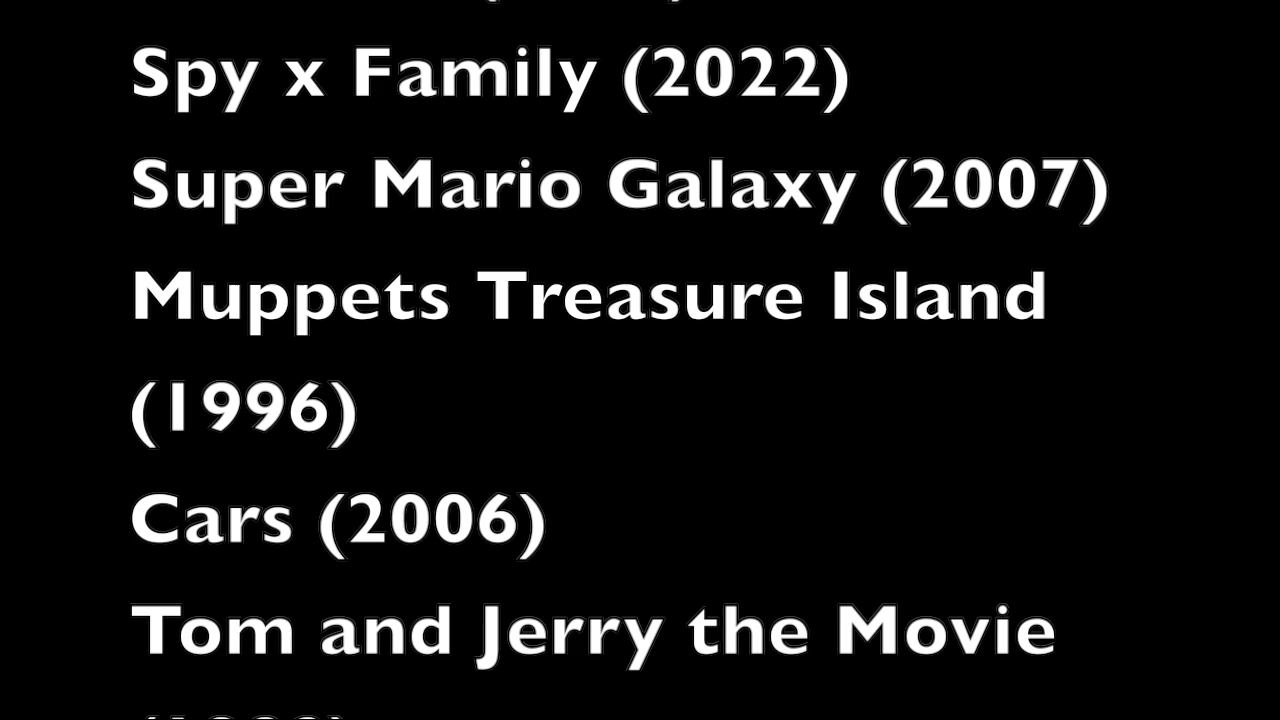 Spy x Family (2022)
Super Mario Galaxy (2007)
Muppets Treasure Island
(1996)
Cars (2006)
Tom and Jerry the Movie